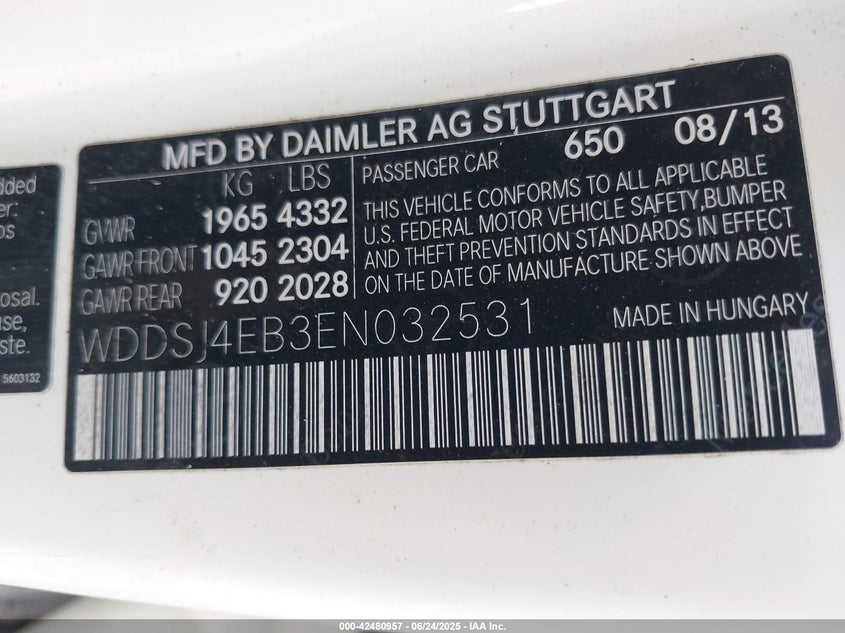 dded
er:
os
osal.
use,
ste.
5603132
MFD BY DAIMLER AG STUTTGART
650 08/13
KG LBS
GVWR 1965 4332
GAWR FRONT 1045 2304
GAWR REAR 920 2028
PASSENGER CAR
THIS VEHICLE CONFORMS TO ALL APPLICABLE
U.S. FEDERAL MOTOR VEHICLE SAFETY,BUMPER
AND THEFT PREVENTION STANDARDS IN EFFECT
ON THE DATE OF MANUFACTURE SHOWN ABOVE
WDDSJ4EB3EN032531
MADE IN HUNGARY
000-42480957 - 06/24/2025 - IAA Inc.